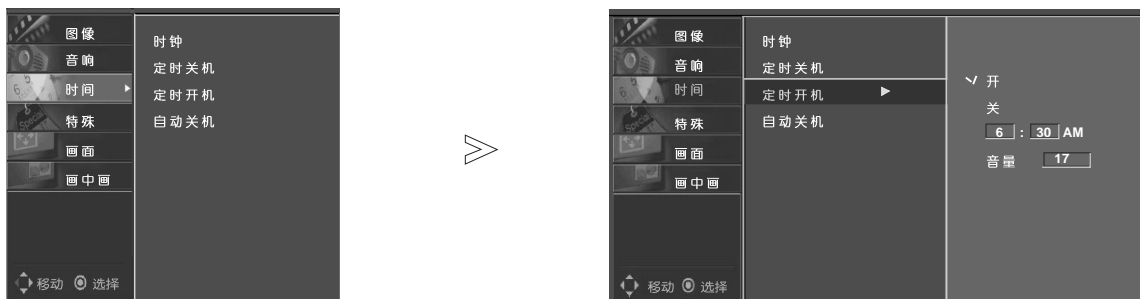 图像
音响
时间
特殊
画面
画中画
移动 选择
时钟
定时关机
定时开机
自动关机
图像
音响
时间
特殊
画面
画中画
移动 选择
时钟
定时关机
定时开机
自动关机
开
关
6 : 30 AM
音量 17